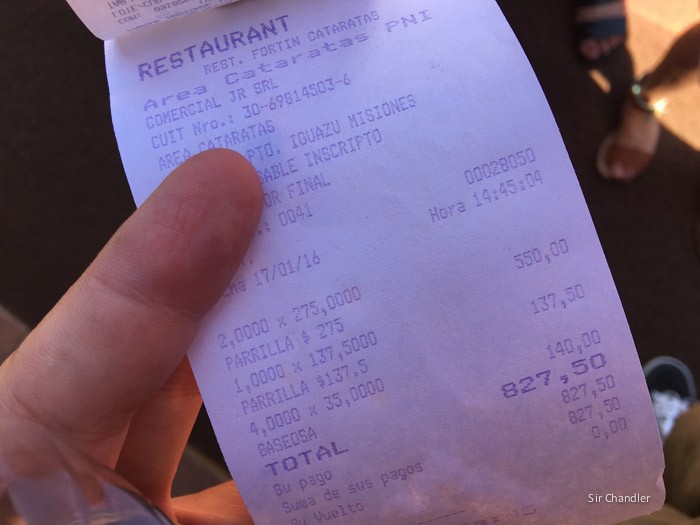 RESTAURANT
REST. FORTIN CATARATAS
Area Cataratas PNI
COMERCIAL JR SRL
CUIT Nro.: 30-69814503-6
AREA CATARATAS
PTO. IGUAZU MISIONES
SABLE INSCRIPTO
OR FINAL
.: 0041 00028050
Hora 14:45:04
ha 17/01/16
2,0000 x 275,0000
PARRILLA $ 275 550,00
1,0000 x 137,5000
PARRILLA $137.5 137,50
4,0000 x 35,0000
GASEOSA 140,00
TOTAL 827,50
Su pago 827,50
Suma de sus pagos 827,50
Su Vuelto 0,00
Sir Chandler